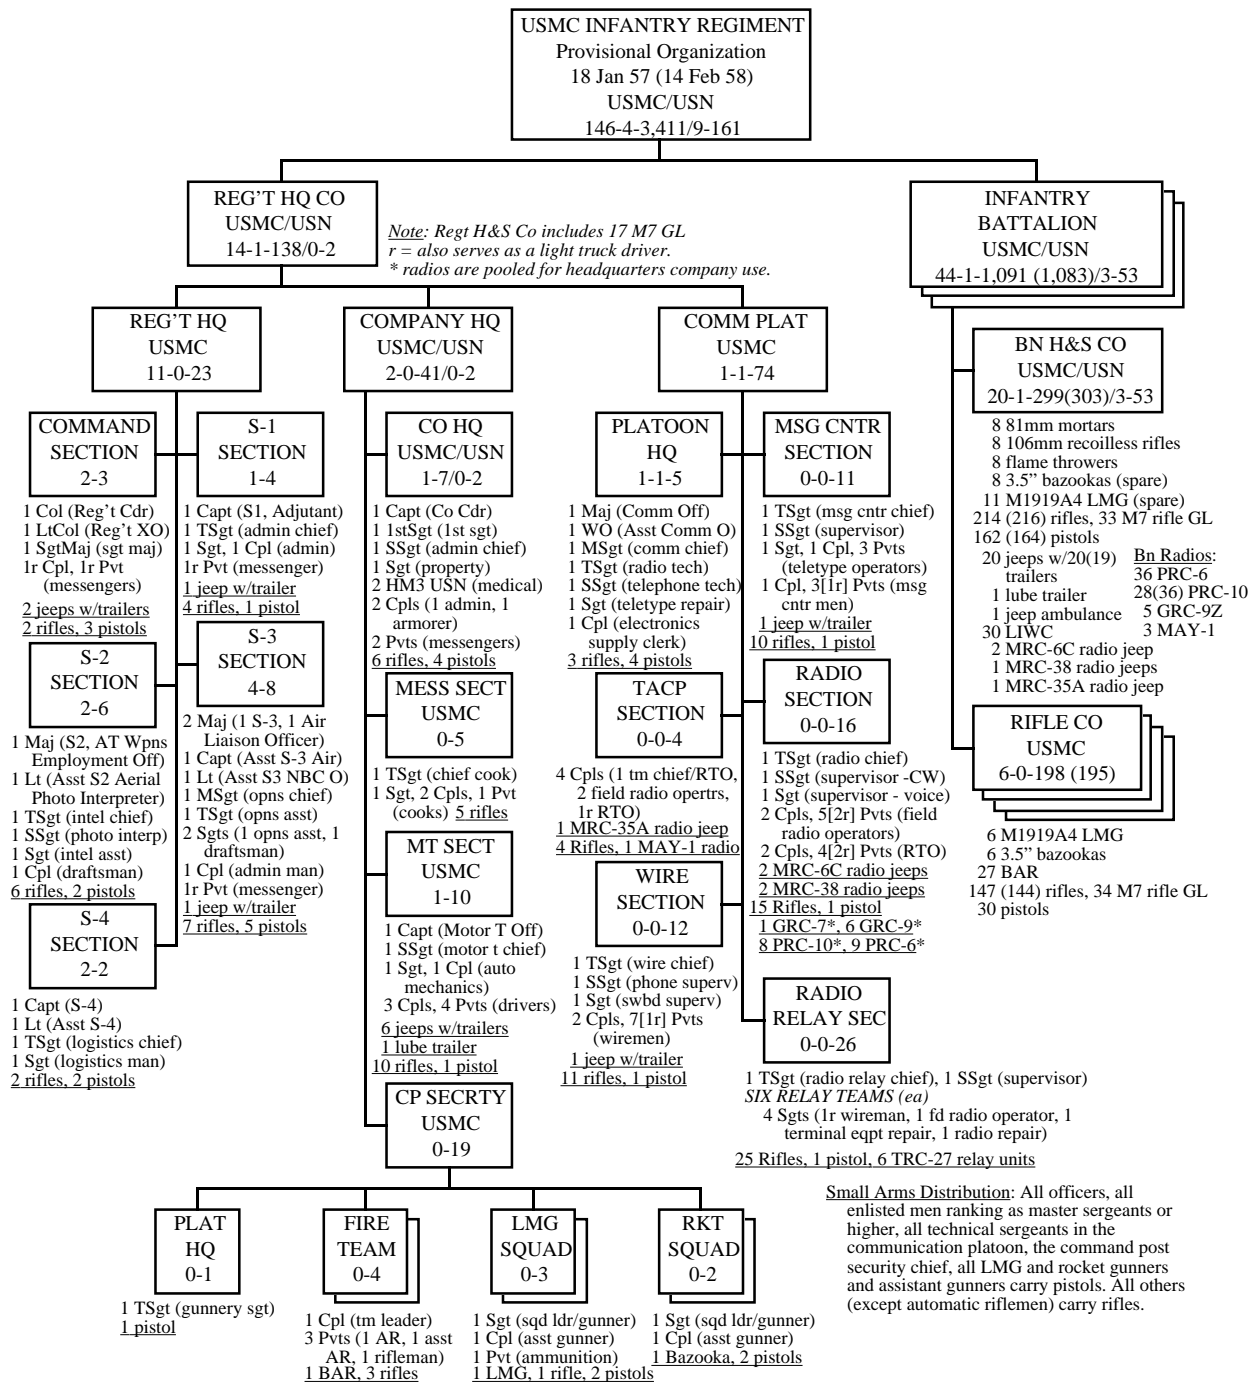 USMC INFANTRY REGIMENT
Provisional Organization
18 Jan 57 (14 Feb 58)
USMC/USN
146-4-3,411/9-161
REG'T HQ CO
USMC/USN
14-1-138/0-2
Note: Regt H&S Co includes 17 M7 GL
r = also serves as a light truck driver.
* radios are pooled for headquarters company use.
INFANTRY
BATTALION
USMC/USN
44-1-1,091 (1,083)/3-53
REG'T HQ
USMC
11-0-23
COMPANY HQ
USMC/USN
2-0-41/0-2
COMM PLAT
USMC
1-1-74
COMMAND
SECTION
2-3
1 Col (Reg't Cdr)
1 LtCol (Reg't XO)
1 SgtMaj (sgt maj)
1r Cpl, 1r Pvt
(messengers)
2 jeeps w/trailers
2 rifles, 3 pistols
S-1
SECTION
1-4
1 Capt (S1, Adjutant)
1 TSgt (admin chief)
1 Sgt, 1 Cpl (admin)
1r Pvt (messenger)
1 jeep w/trailer
4 rifles, 1 pistol
S-2
SECTION
2-6
1 Maj (S2, AT Wpns
Employment Off)
1 Lt (Asst S2 Aerial
Photo Interpreter)
1 TSgt (intel chief)
1 SSgt (photo interp)
1 Sgt (intel asst)
1 Cpl (draftsman)
6 rifles, 2 pistols
S-3
SECTION
4-8
2 Maj (1 S-3, 1 Air
Liaison Officer)
1 Capt (Asst S-3 Air)
1 Lt (Asst S3 NBC O)
1 MSgt (opns chief)
1 TSgt (opns asst)
2 Sgts (1 opns asst, 1
draftsman)
1 Cpl (admin man)
1r Pvt (messenger)
1 jeep w/trailer
7 rifles, 5 pistols
S-4
SECTION
2-2
1 Capt (S-4)
1 Lt (Asst S-4)
1 TSgt (logistics chief)
1 Sgt (logistics man)
2 rifles, 2 pistols
CO HQ
USMC/USN
1-7/0-2
1 Capt (Co Cdr)
1 1stSgt (1st sgt)
1 SSgt (admin chief)
1 Sgt (property)
2 HM3 USN (medical)
2 Cpls (1 admin, 1
armorer)
2 Pvts (messengers)
6 rifles, 4 pistols
MESS SECT
USMC
0-5
1 TSgt (chief cook)
1 Sgt, 2 Cpls, 1 Pvt
(cooks) 5 rifles
MT SECT
USMC
1-10
1 Capt (Motor T Off)
1 SSgt (motor t chief)
1 Sgt, 1 Cpl (auto
mechanics)
3 Cpls, 4 Pvts (drivers)
6 jeeps w/trailers
1 lube trailer
10 rifles, 1 pistol
CP SECRTY
USMC
0-19
PLAT
HQ
0-1
1 TSgt (gunnery sgt)
1 pistol
FIRE
TEAM
0-4
1 Cpl (tm leader)
3 Pvts (1 AR, 1 asst
AR, 1 rifleman)
1 BAR, 3 rifles
LMG
SQUAD
0-3
1 Sgt (sqd ldr/gunner)
1 Cpl (asst gunner)
1 Pvt (ammunition)
1 LMG, 1 rifle, 2 pistols
RKT
SQUAD
0-2
1 Sgt (sqd ldr/gunner)
1 Cpl (asst gunner)
1 Bazooka, 2 pistols
PLATOON
HQ
1-1-5
1 Maj (Comm Off)
1 WO (Asst Comm O)
1 MSgt (comm chief)
1 TSgt (radio tech)
1 SSgt (telephone tech)
1 Sgt (teletype repair)
1 Cpl (electronics
supply clerk)
3 rifles, 4 pistols
MSG CNTR
SECTION
0-0-11
1 TSgt (msg cntr chief)
1 SSgt (supervisor)
1 Sgt, 1 Cpl, 3 Pvts
(teletype operators)
1 Cpl, 3[1r] Pvts (msg
cntr men)
1 jeep w/trailer
10 rifles, 1 pistol
TACP
SECTION
0-0-4
4 Cpls (1 tm chief/RTO,
2 field radio opertrs,
1r RTO)
1 MRC-35A radio jeep
4 Rifles, 1 MAY-1 radio
RADIO
SECTION
0-0-16
1 TSgt (radio chief)
1 SSgt (supervisor -CW)
1 Sgt (supervisor - voice)
2 Cpls, 5[2r] Pvts (field
radio operators)
2 Cpls, 4[2r] Pvts (RTO)
2 MRC-6C radio jeeps
2 MRC-38 radio jeeps
15 Rifles, 1 pistol
1 GRC-7*, 6 GRC-9*
8 PRC-10*, 9 PRC-6*
WIRE
SECTION
0-0-12
1 TSgt (wire chief)
1 SSgt (phone superv)
1 Sgt (swbd superv)
2 Cpls, 7[1r] Pvts
(wiremen)
1 jeep w/trailer
11 rifles, 1 pistol
RADIO
RELAY SEC
0-0-26
1 TSgt (radio relay chief), 1 SSgt (supervisor)
SIX RELAY TEAMS (ea)
4 Sgts (1r wireman, 1 fd radio operator, 1
terminal eqpt repair, 1 radio repair)
25 Rifles, 1 pistol, 6 TRC-27 relay units
BN H&S CO
USMC/USN
20-1-299(303)/3-53
8 81mm mortars
8 106mm recoilless rifles
8 flame throwers
8 3.5" bazookas (spare)
11 M1919A4 LMG (spare)
214 (216) rifles, 33 M7 rifle GL
162 (164) pistols
20 jeeps w/20(19)
trailers
1 lube trailer
1 jeep ambulance
30 LIWC
2 MRC-6C radio jeep
1 MRC-38 radio jeeps
1 MRC-35A radio jeep
Bn Radios:
36 PRC-6
28(36) PRC-10
5 GRC-9Z
3 MAY-1
RIFLE CO
USMC
6-0-198 (195)
6 M1919A4 LMG
6 3.5" bazookas
27 BAR
147 (144) rifles, 34 M7 rifle GL
30 pistols
Small Arms Distribution: All officers, all
enlisted men ranking as master sergeants or
higher, all technical sergeants in the
communication platoon, the command post
security chief, all LMG and rocket gunners
and assistant gunners carry pistols. All others
(except automatic riflemen) carry rifles.